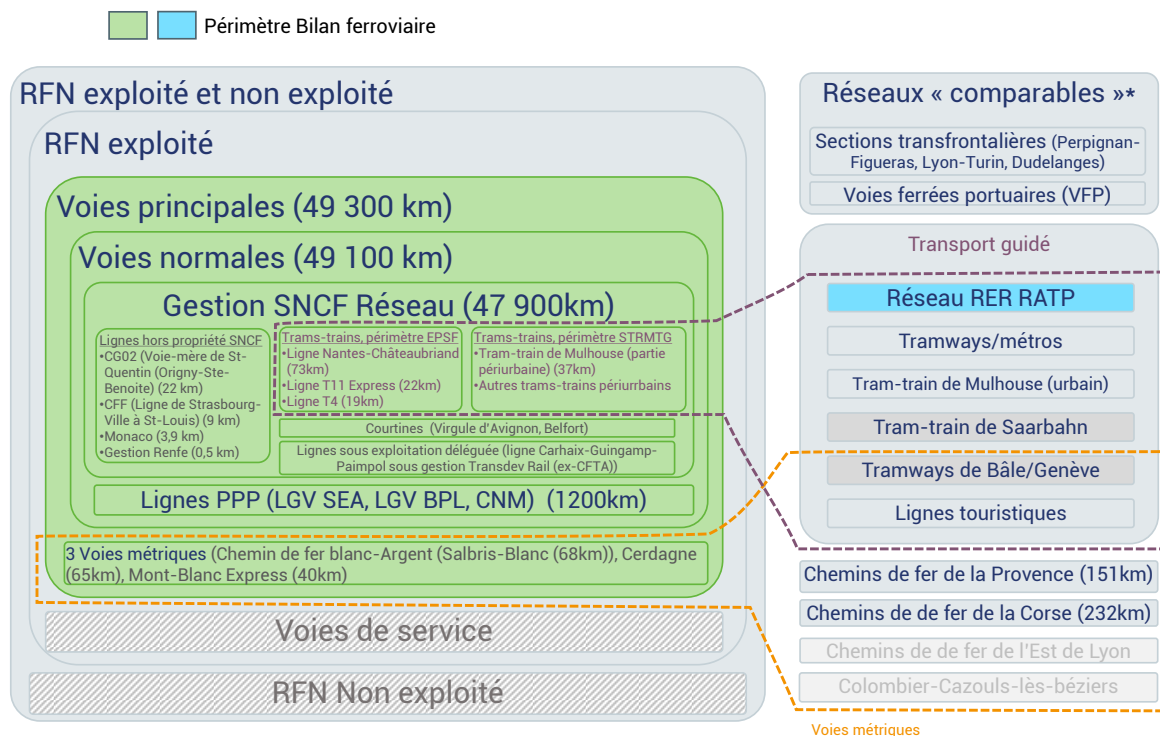 Périmètre Bilan ferroviaire
RFN exploité et non exploité
RFN exploité
Voies principales (49 300 km)
Voies normales (49 100 km)
Gestion SNCF Réseau (47 900km)
Lignes hors propriété SNCF
•CG02 (Voie-mère de St-
Quentin (Origny-Ste-
Benoite) (22 km)
•CFF (Ligne de Strasbourg-
Ville à St-Louis) (9 km)
•Monaco (3,9 km)
•Gestion Renfe (0,5 km)
Trams-trains, périmètre EPSF
•Ligne Nantes-Châteaubriand
(73km)
•Ligne T11 Express (22km)
•Ligne T4 (19km)
Trams-trains, périmètre STRMTG
•Tram-train de Mulhouse (partie
périurbaine) (37km)
•Autres trams-trains périurrbains
Courtines (Virgule d'Avignon, Belfort)
Lignes sous exploitation déléguée (ligne Carhaix-Guingamp-
Paimpol sous gestion Transdev Rail (ex-CFTA))
Lignes PPP (LGV SEA, LGV BPL, CNM) (1200km)
3 Voies métriques (Chemin de fer blanc-Argent (Salbris-Blanc (68km)), Cerdagne
(65km), Mont-Blanc Express (40km)
Voies de service
RFN Non exploité
Réseaux « comparables »*
Sections transfrontalières (Perpignan-
Figueras, Lyon-Turin, Dudelanges)
Voies ferrées portuaires (VFP)
Transport guidé
Réseau RER RATP
Tramways/métros
Tram-train de Mulhouse (urbain)
Tram-train de Saarbahn
Tramways de Bâle/Genève
Lignes touristiques
Chemins de fer de la Provence (151km)
Chemins de de fer de la Corse (232km)
Chemins de de fer de l'Est de Lyon
Colombier-Cazouls-lès-béziers
Voies métriques